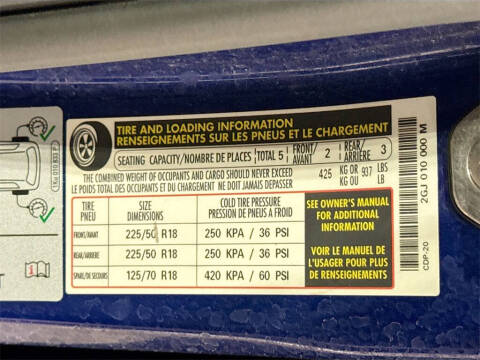 TIRE AND LOADING INFORMATION
RENSEIGNEMENTS SUR LES PNEUS ET LE CHARGEMENT
SEATING CAPACITY/NOMBRE DE PLACES TOTAL 5 FRONT/AVANT 2 REAR/ARRIÈRE 3
THE COMBINED WEIGHT OF OCCUPANTS AND CARGO SHOULD NEVER EXCEED
LE POIDS TOTAL DES OCCUPANTS ET DU CHARGEMENT NE DOIT JAMAIS DÉPASSER
425 KG OR/KG OU 937 LBS/LB
TIRE/PNEU SIZE/DIMENSIONS COLD TIRE PRESSURE/PRESSION DE PNEUS A FROID
FRONT/AVANT 225/50 R18 250 KPA / 36 PSI
REAR/ARRIÈRE 225/50 R18 250 KPA / 36 PSI
SPARE/DE SECOURS 125/70 R18 420 KPA / 60 PSI
SEE OWNER'S MANUAL
FOR ADDITIONAL
INFORMATION
VOIR LE MANUEL DE
L'USAGER POUR PLUS
DE RENSEIGNEMENTS
2GJ 010 000 M
CDP-20